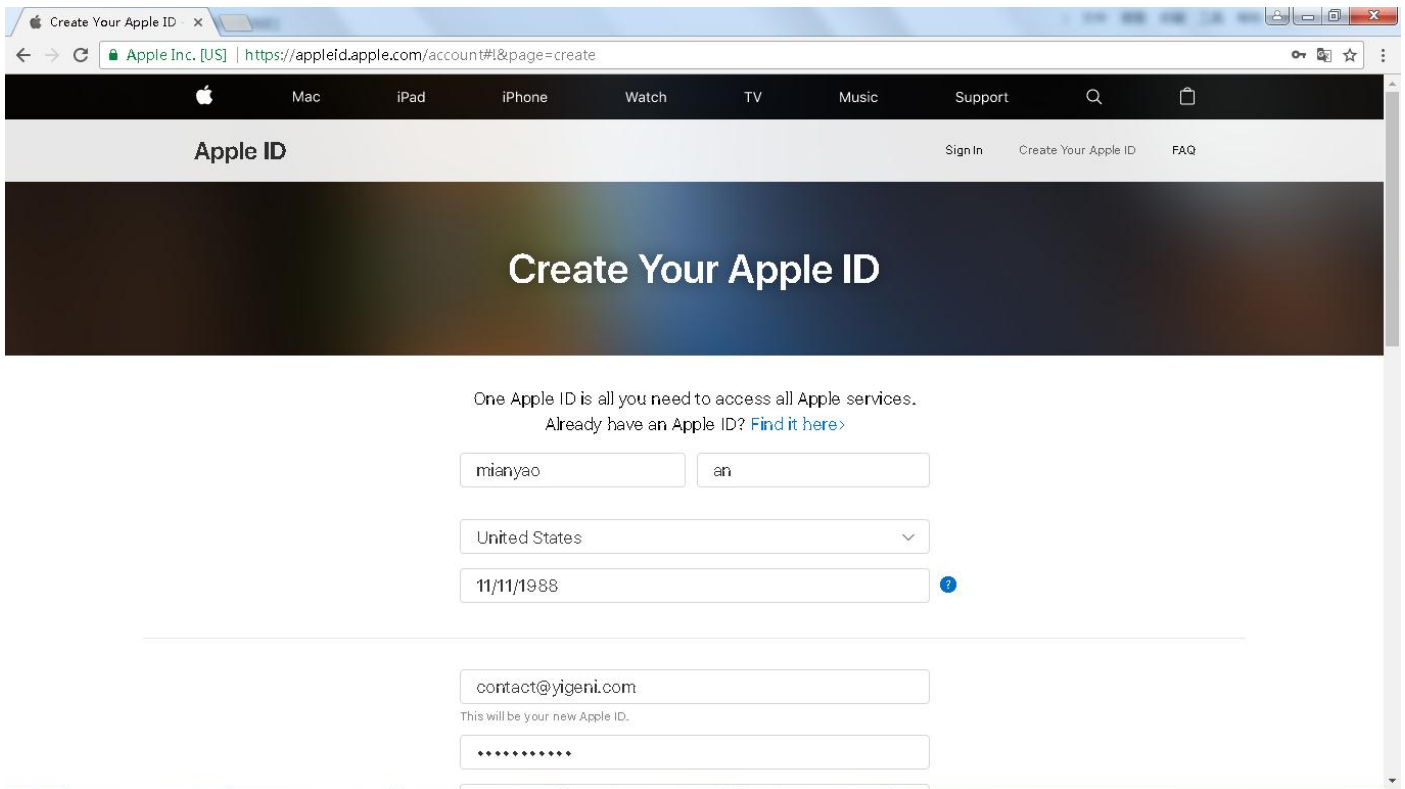 Create Your Apple ID
Apple Inc. [US] https://appleid.apple.com/account#!&page=create
Mac iPad iPhone Watch TV Music Support
Apple ID Sign In Create Your Apple ID FAQ
Create Your Apple ID
One Apple ID is all you need to access all Apple services.
Already have an Apple ID? Find it here>
mianyao an
United States
11/11/1988 ?
contact@yigeni.com
This will be your new Apple ID.
•••••••••••